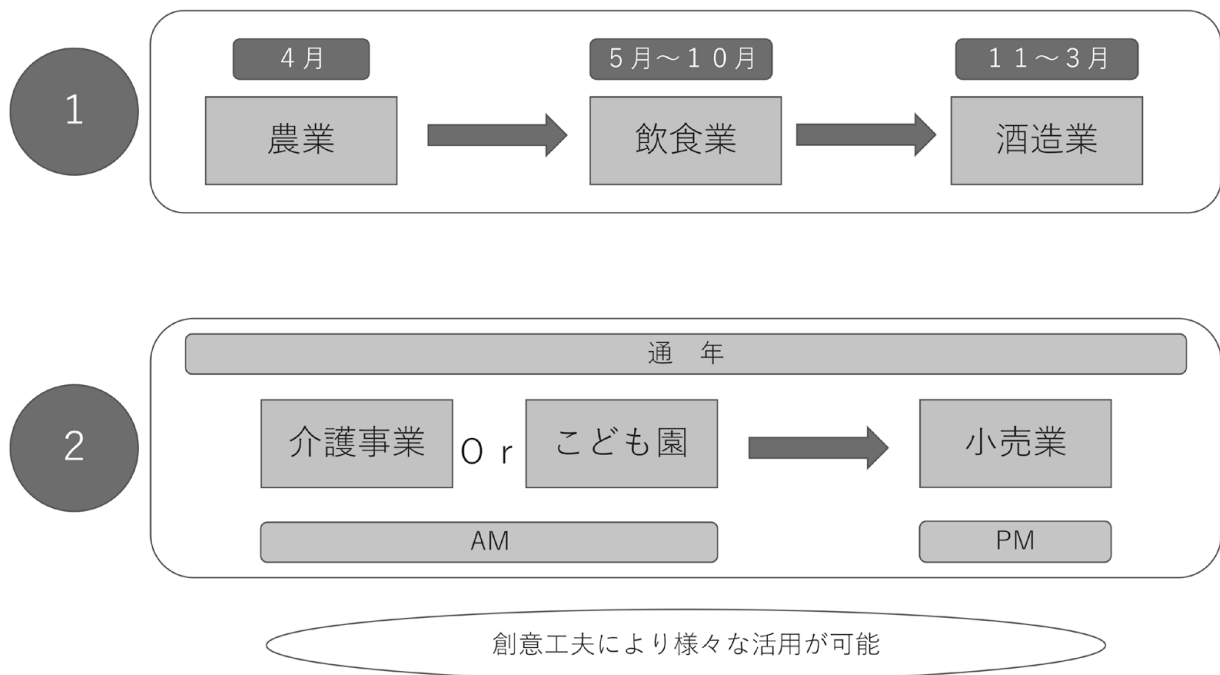 1
4月
5月～10月
11～3月
農業
飲食業
酒造業
2
通　年
介護事業
Or
こども園
小売業
AM
PM
創意工夫により様々な活用が可能